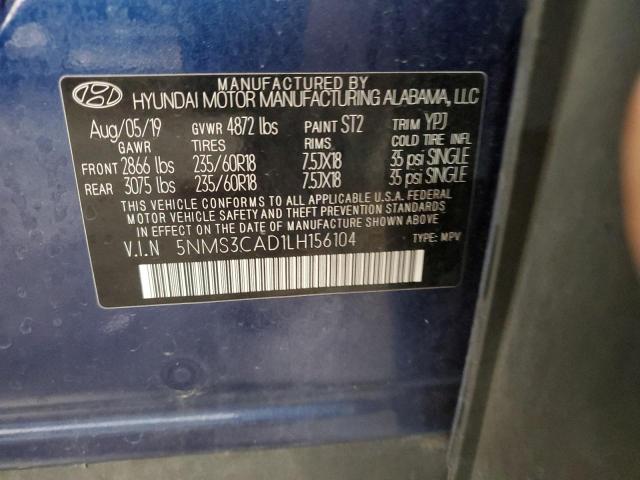 MANUFACTURED BY
HYUNDAI MOTOR MANUFACTURING ALABAMA, LLC
Aug/05/19 GVWR 4872 lbs PAINT ST2 TRIM YPJ
GAWR TIRES RIMS COLD TIRE INFL
FRONT 2866 lbs 235/60R18 7.5JX18 35 psi SINGLE
REAR 3075 lbs 235/60R18 7.5JX18 35 psi SINGLE
THIS VEHICLE CONFORMS TO ALL APPLICABLE U.S.A. FEDERAL
MOTOR VEHICLE SAFETY AND THEFT PREVENTION STANDARDS
IN EFFECT ON THE DATE OF MANUFACTURE SHOWN ABOVE.
V.I.N 5NMS3CAD1LH156104 TYPE: MPV